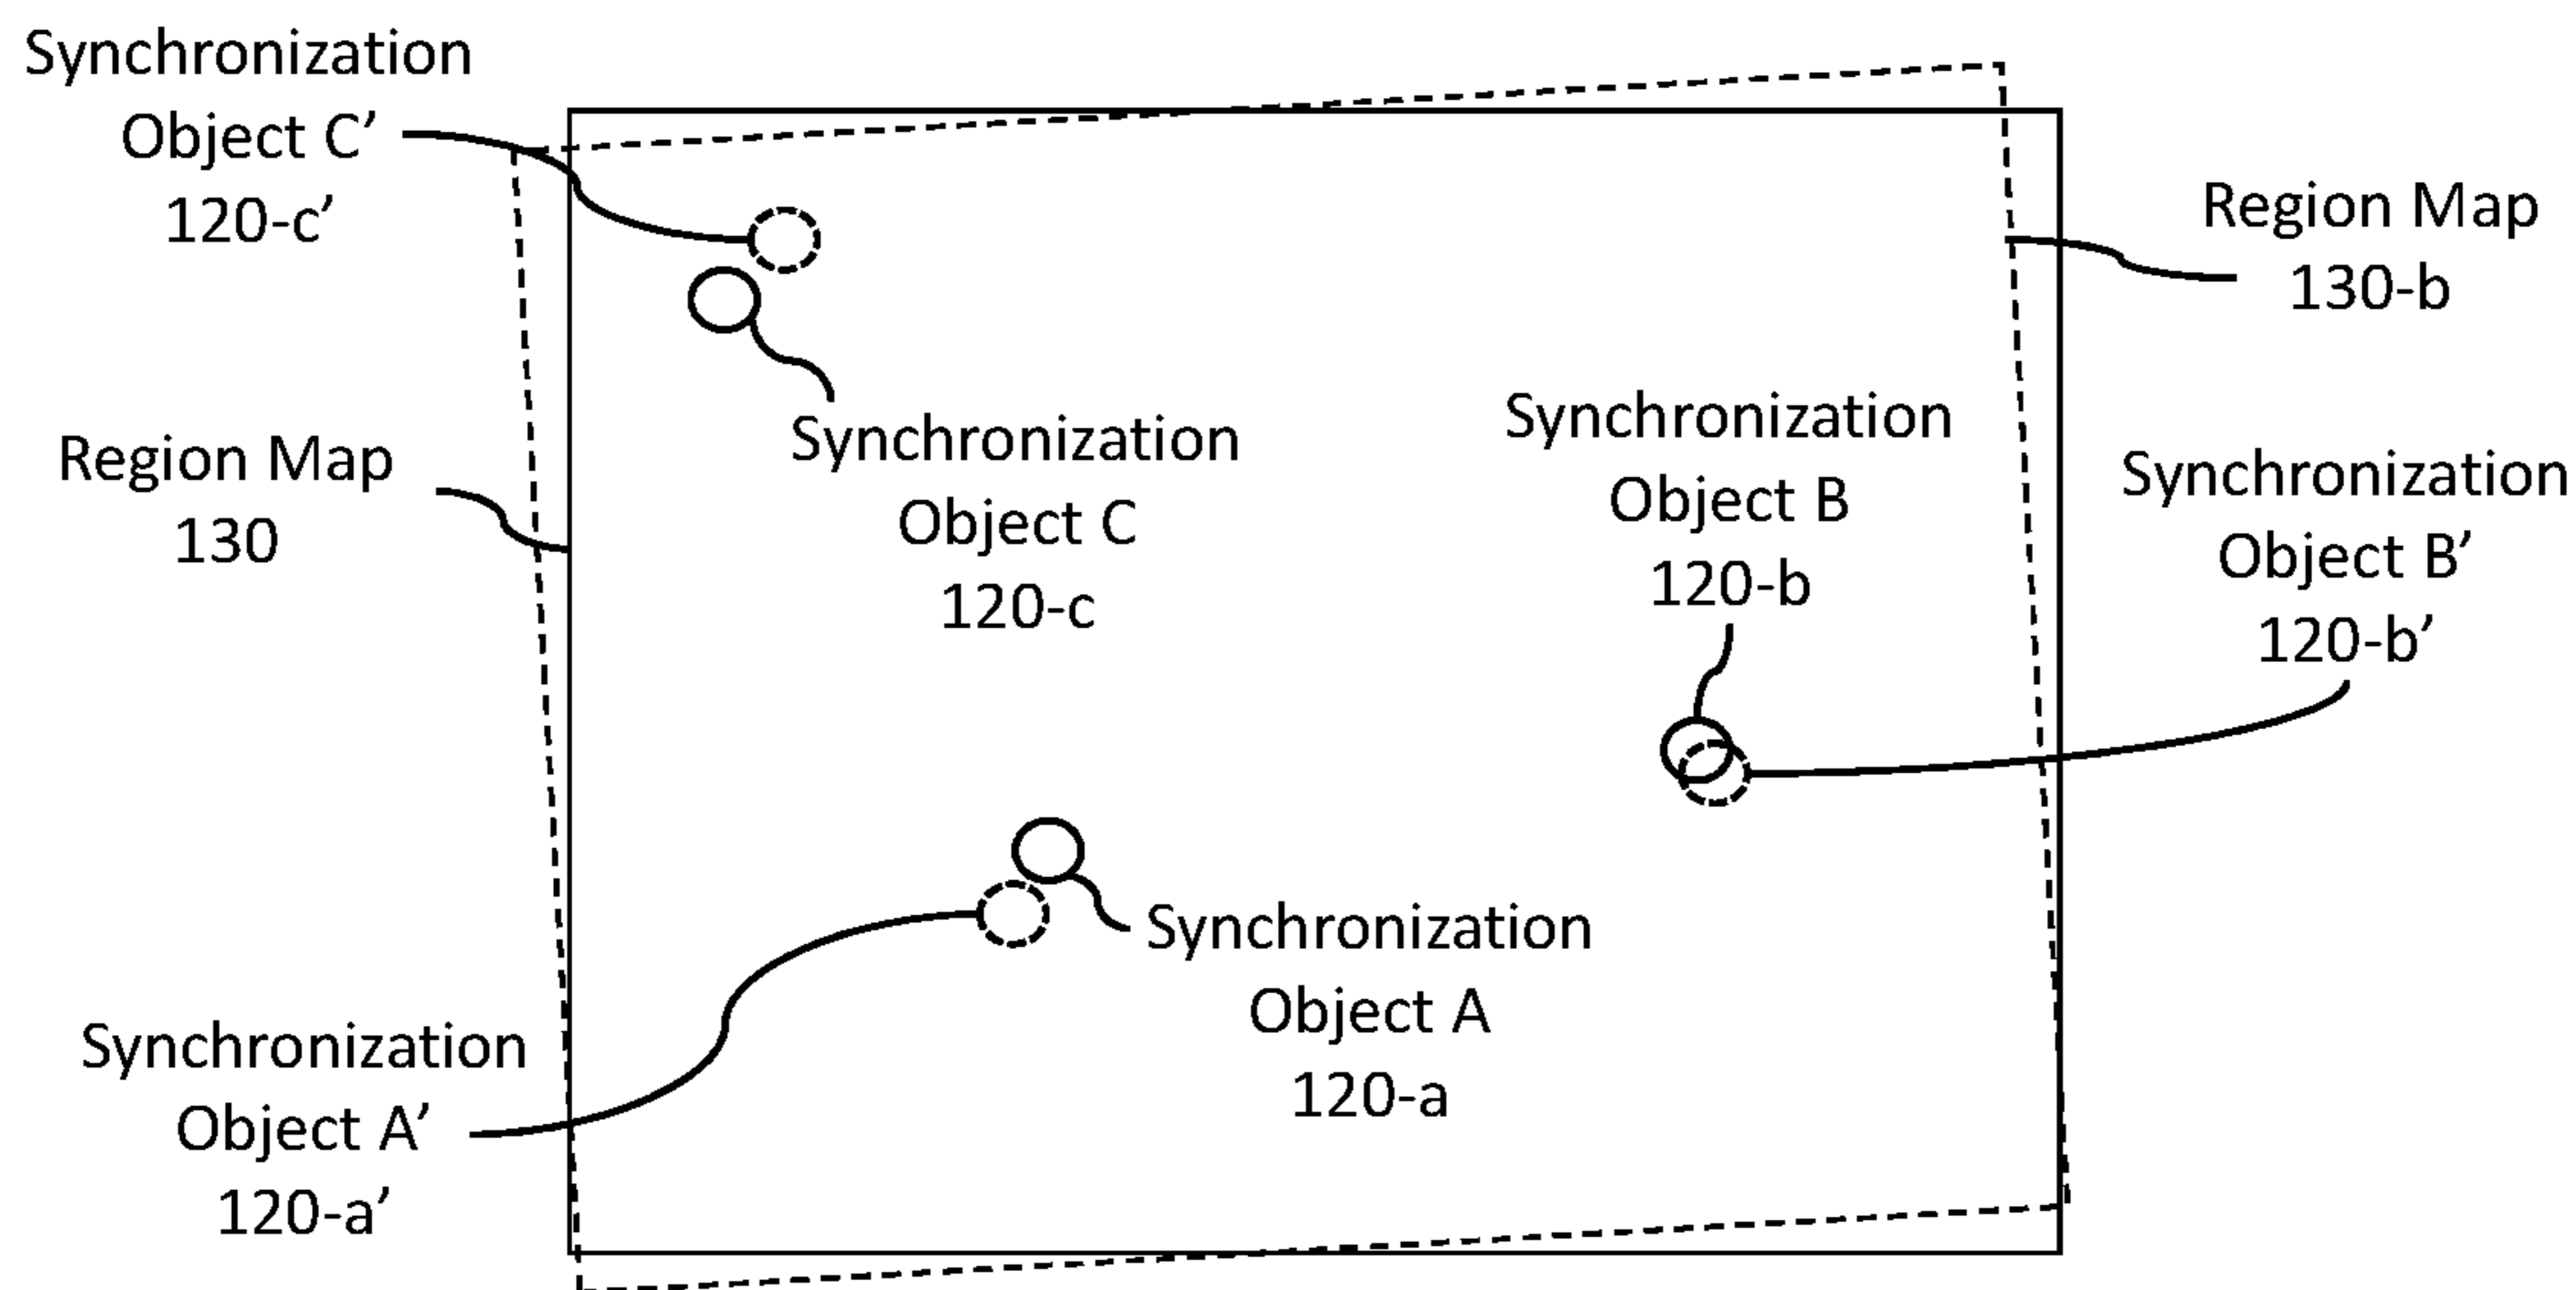 Synchronization
Object C’
120-c’
Region Map
130-b
Synchronization
Object C
120-c
Region Map
130
Synchronization
Object B
120-b
Synchronization
Object B’
120-b’
Synchronization
Object A
120-a
Synchronization
Object A’
120-a’